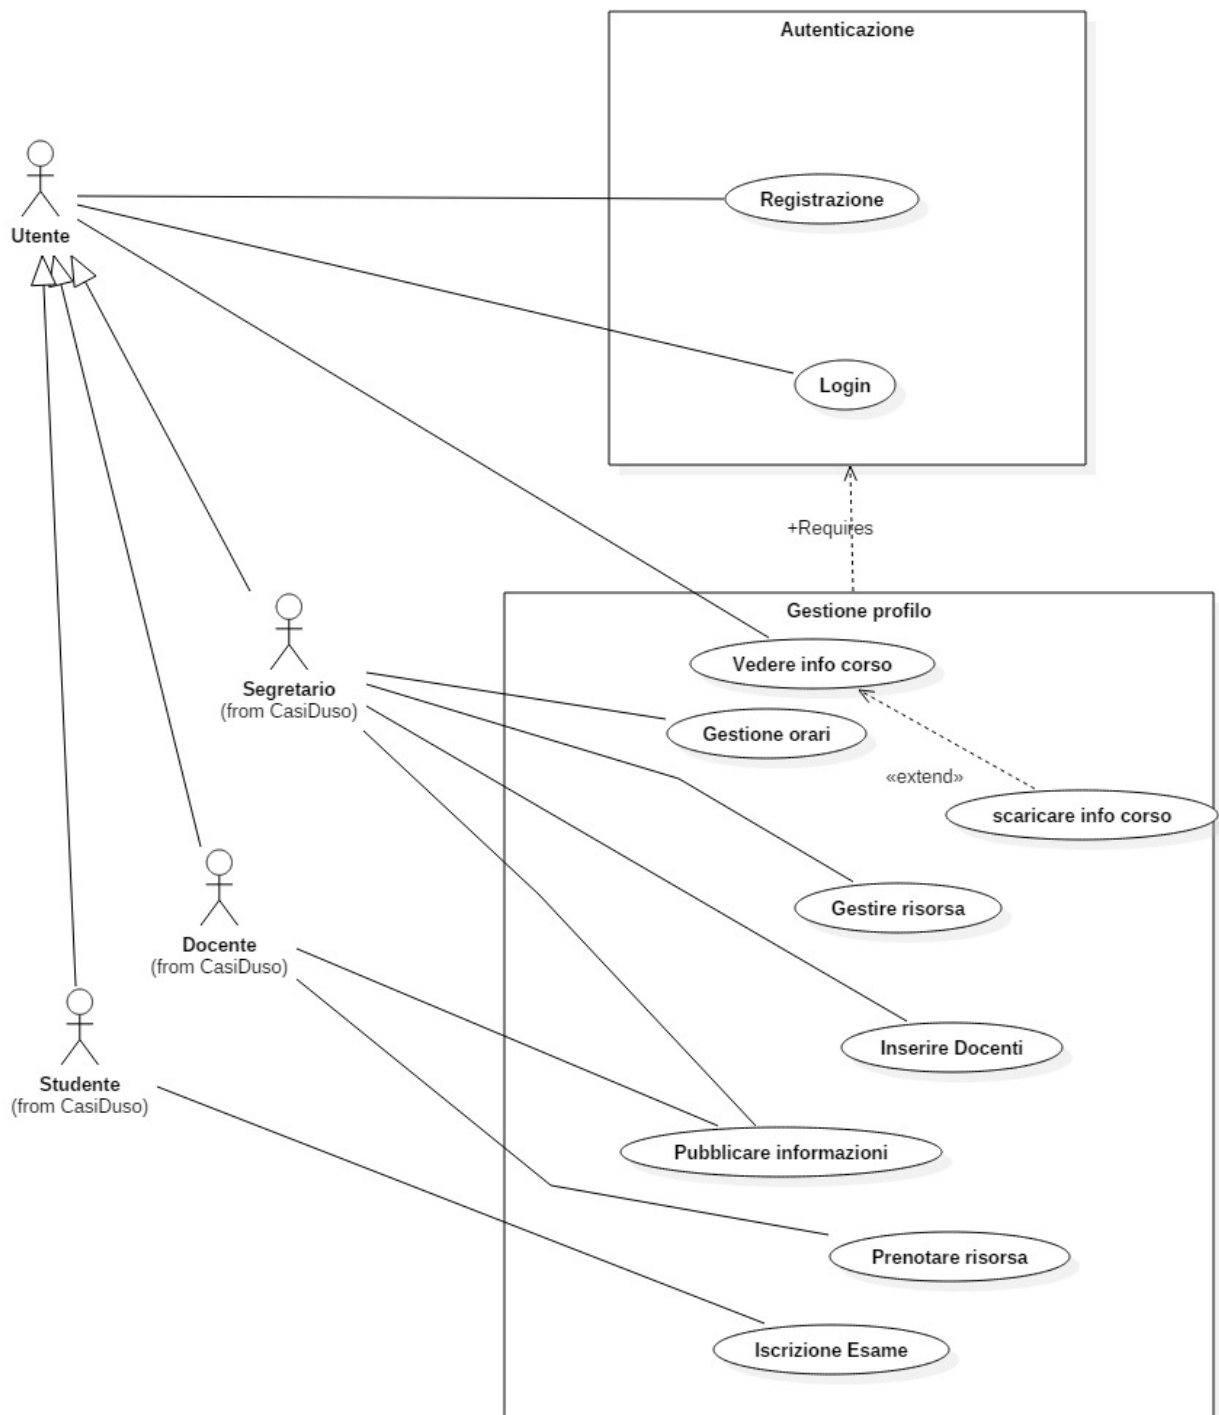 Autenticazione
Registrazione
Utente
Login
+Requires
Gestione profilo
Vedere info corso
Segretario
(from CasiDuso)
Gestione orari
«extend»
scaricare info corso
Gestire risorsa
Docente
(from CasiDuso)
Inserire Docenti
Studente
(from CasiDuso)
Pubblicare informazioni
Prenotare risorsa
Iscrizione Esame